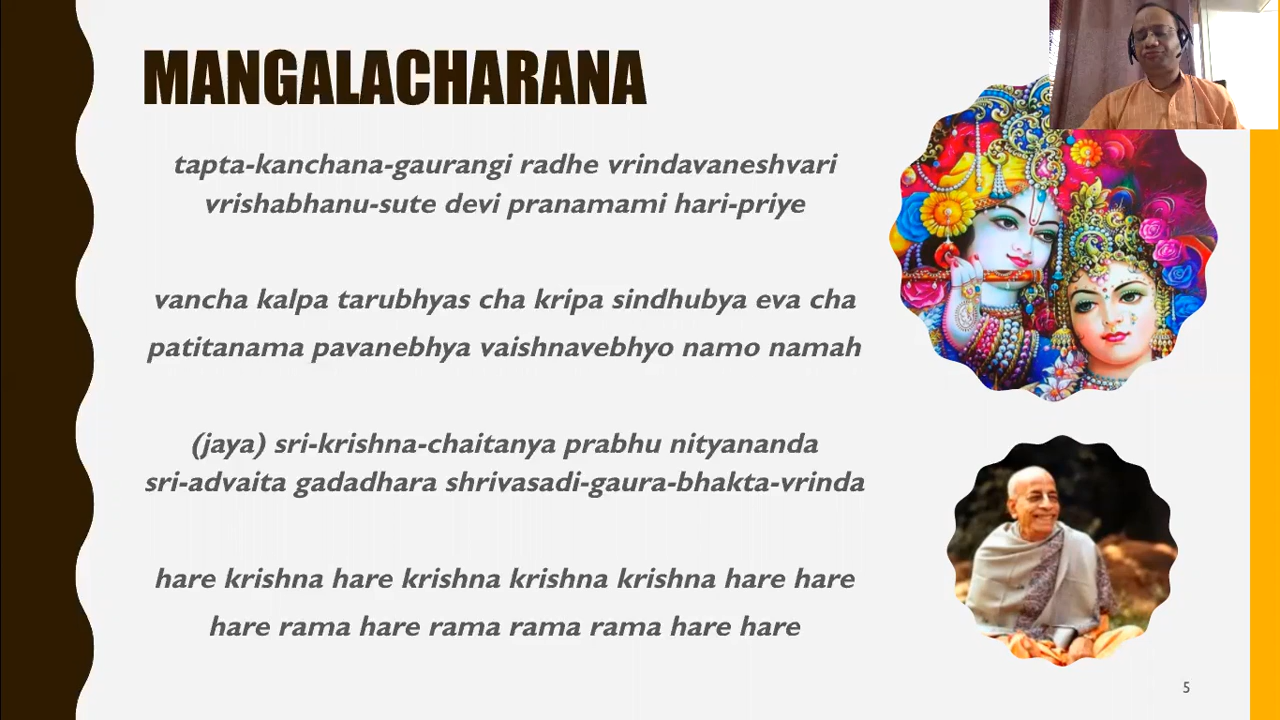 MANGALACHARANA
tapta-kanchana-gaurangi radhe vrindavaneshvari
vrishabhanu-sute devi pranamami hari-priye
vancha kalpa tarubhyas cha kripa sindhubya eva cha
patitanama pavanebhya vaishnavebhyo namo namah
(jaya) sri-krishna-chaitanya prabhu nityananda
sri-advaita gadadhara shrivasadi-gaura-bhakta-vrinda
hare krishna hare krishna krishna krishna hare hare
hare rama hare rama rama rama hare hare
5